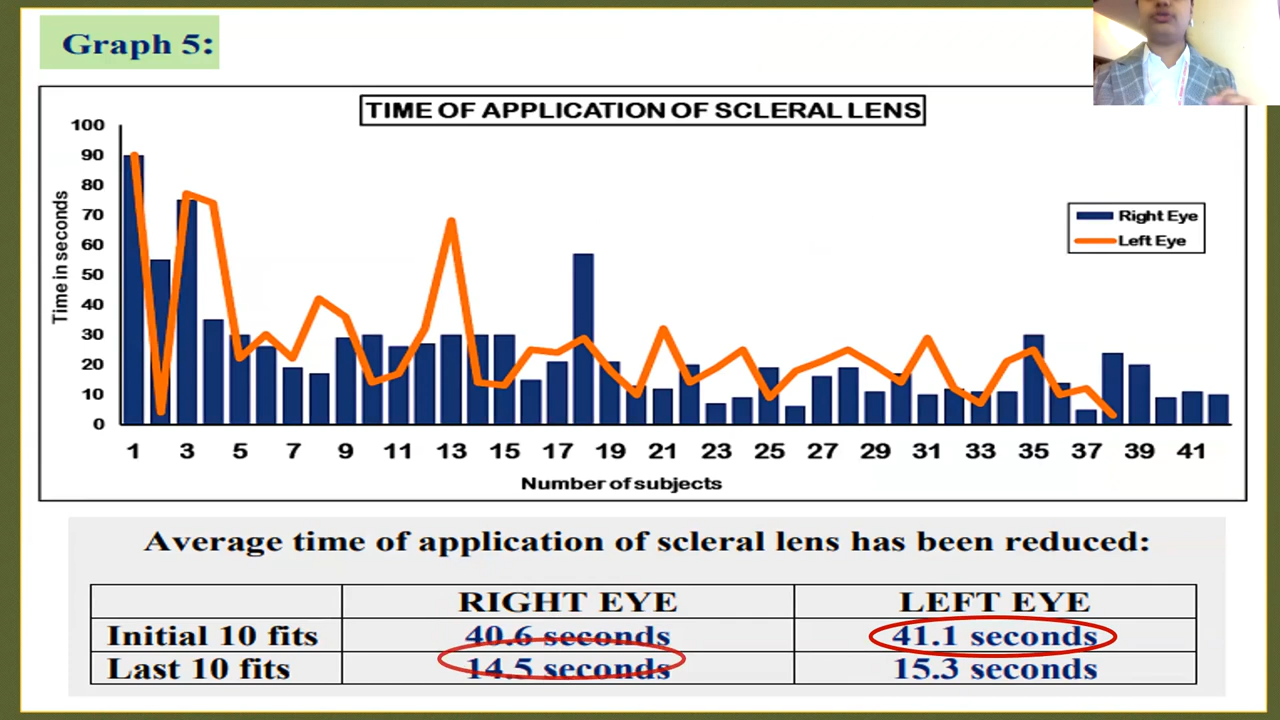 Graph 5:
TIME OF APPLICATION OF SCLERAL LENS
100
90
80
70
60
50
40
30
20
10
0
Time in seconds
Right Eye
Left Eye
1 3 5 7 9 11 13 15 17 19 21 23 25 27 29 31 33 35 37 39 41
Number of subjects
Average time of application of scleral lens has been reduced:
RIGHT EYE LEFT EYE
Initial 10 fits 40.6 seconds 41.1 seconds
Last 10 fits 14.5 seconds 15.3 seconds